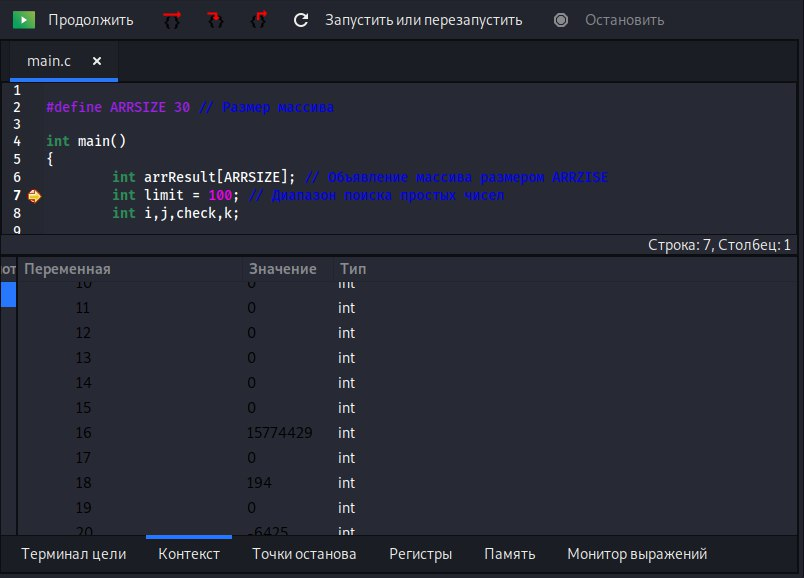 Продолжить Запустить или перезапустить Остановить
main.c ×
1
2 #define ARRSIZE 30 // Размер массива
3
4 int main()
5 {
6 int arrResult[ARRSIZE]; // Объявление массива размером ARRZISE
7 int limit = 100; // Диапазон поиска простых чисел
8 int i,j,check,k;
9
Строка: 7, Столбец: 1
от Переменная Значение Тип
10 0 int
11 0 int
12 0 int
13 0 int
14 0 int
15 0 int
16 15774429 int
17 0 int
18 194 int
19 0 int
20 -6425 int
Терминал цели Контекст Точки останова Регистры Память Монитор выражений